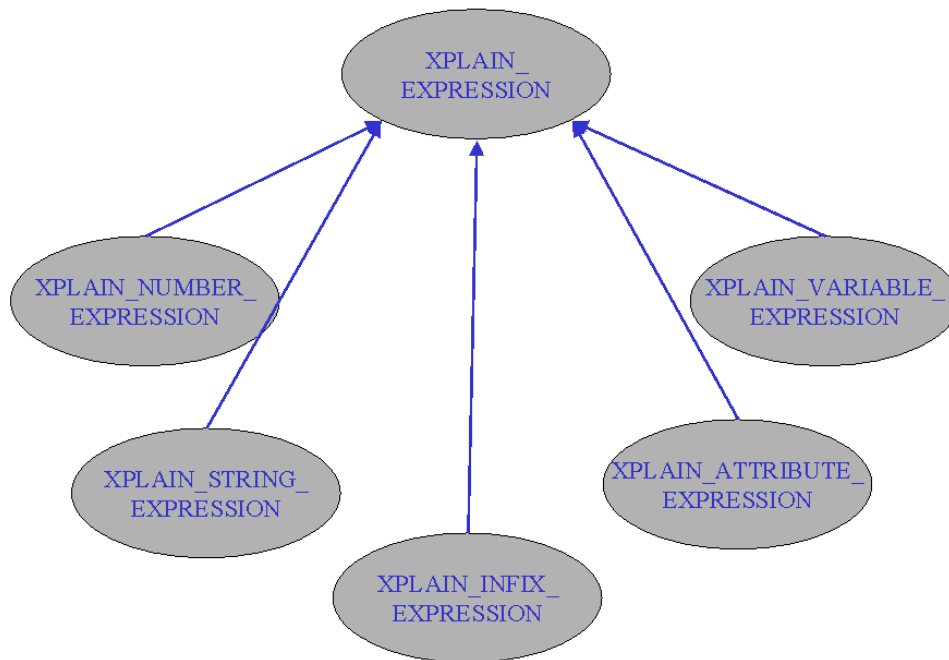 XPLAIN_
EXPRESSION
XPLAIN_NUMBER_
EXPRESSION
XPLAIN_VARIABLE_
EXPRESSION
XPLAIN_STRING_
EXPRESSION
XPLAIN_ATTRIBUTE_
EXPRESSION
XPLAIN_INFIX_
EXPRESSION